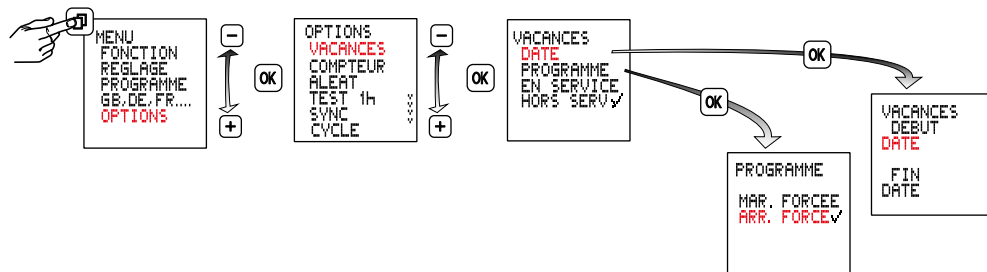 MENU
FONCTION
REGLAGE
PROGRAMME
GB,DE,FR....
OPTIONS
−
+
OK
OPTIONS
VACANCES
COMPTEUR
ALEAT
TEST 1h
SYNC
CYCLE
−
+
OK
VACANCES
DATE
PROGRAMME
EN SERVICE
HORS SERV✓
OK
OK
PROGRAMME
MAR. FORCEE
ARR. FORCE✓
VACANCES
DEBUT
DATE
FIN
DATE